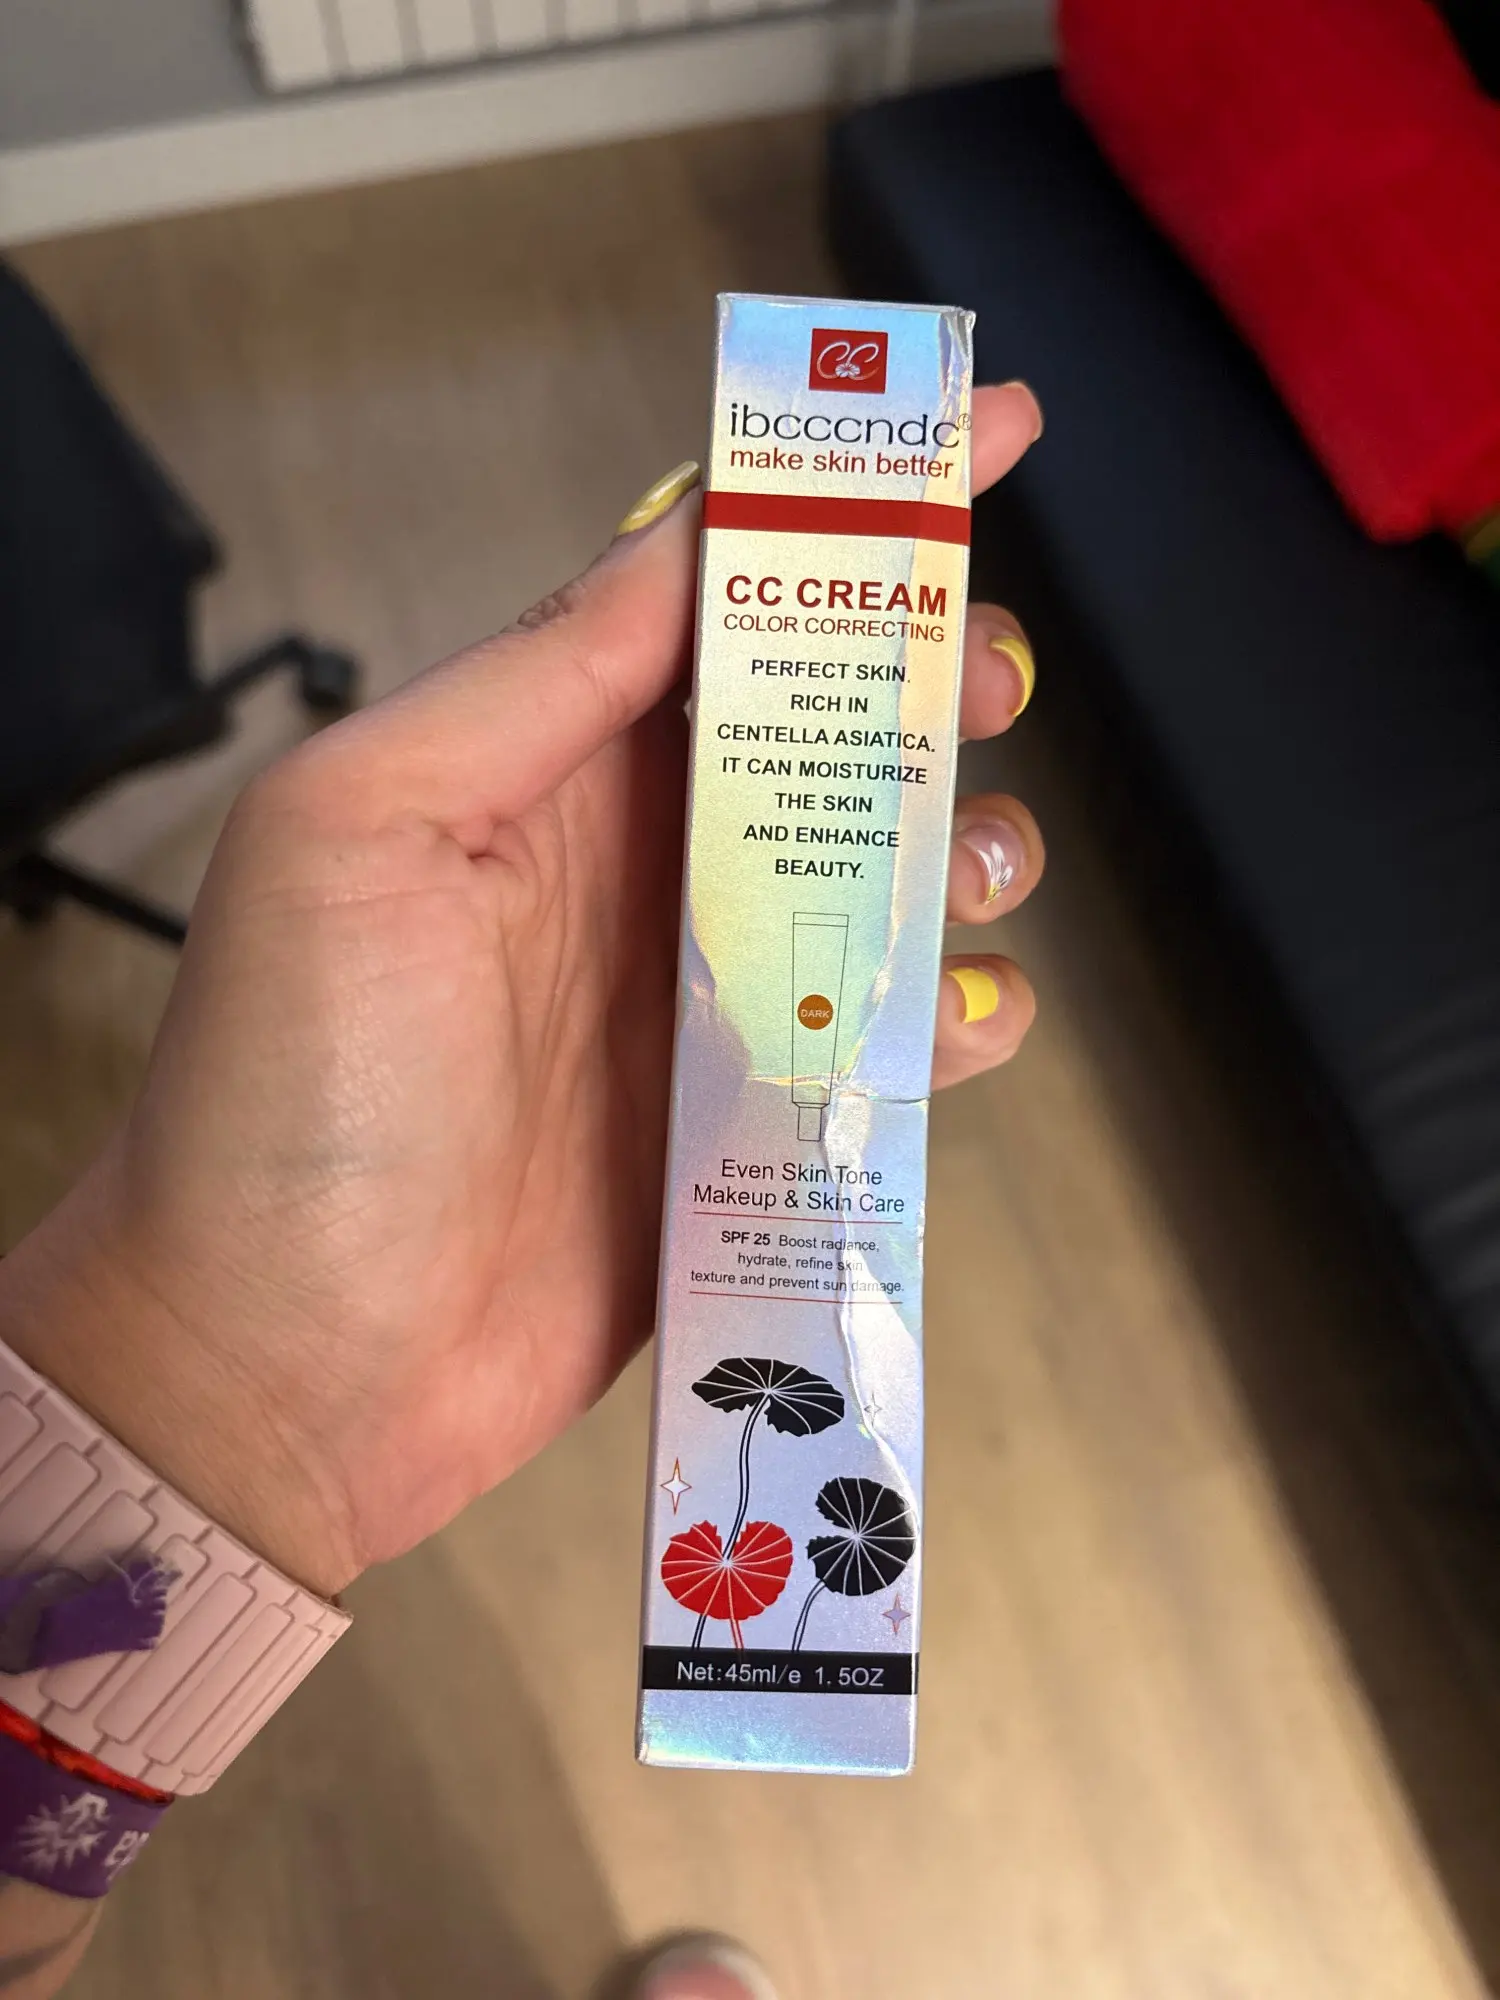 CC
ibcccndc®
make skin better
CC CREAM
COLOR CORRECTING
PERFECT SKIN.
RICH IN
CENTELLA ASIATICA.
IT CAN MOISTURIZE
THE SKIN
AND ENHANCE
BEAUTY.
DARK
Even Skin Tone
Makeup & Skin Care
SPF 25 Boost radiance,
hydrate, refine skin
texture and prevent sun damage.
Net:45ml/e 1.5OZ